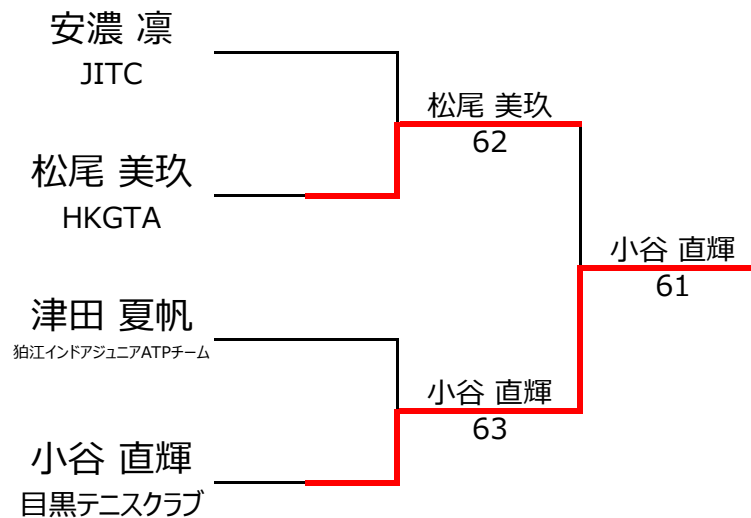 安濃 凛
JITC
松尾 美玖
62
松尾 美玖
HKGTA
小谷 直輝
61
津田 夏帆
狛江インドアジュニアATPチーム
小谷 直輝
63
小谷 直輝
目黒テニスクラブ